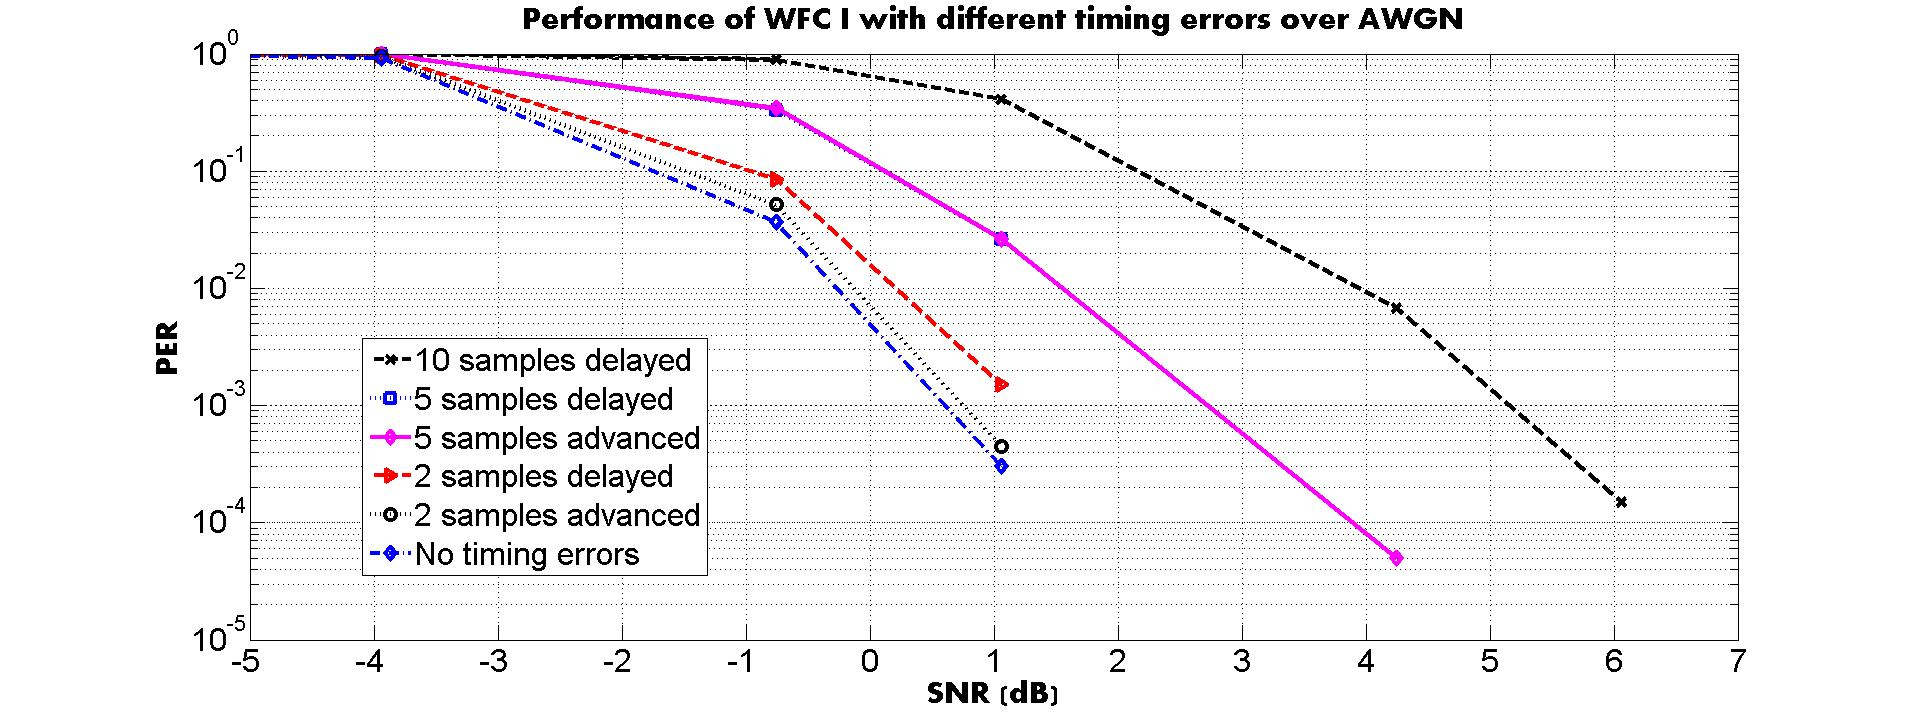 Performance of WFC I with different timing errors over AWGN
10^0
10^-1
10^-2
10^-3
10^-4
10^-5
PER
10 samples delayed
5 samples delayed
5 samples advanced
2 samples delayed
2 samples advanced
No timing errors
-5 -4 -3 -2 -1 0 1 2 3 4 5 6 7
SNR (dB)